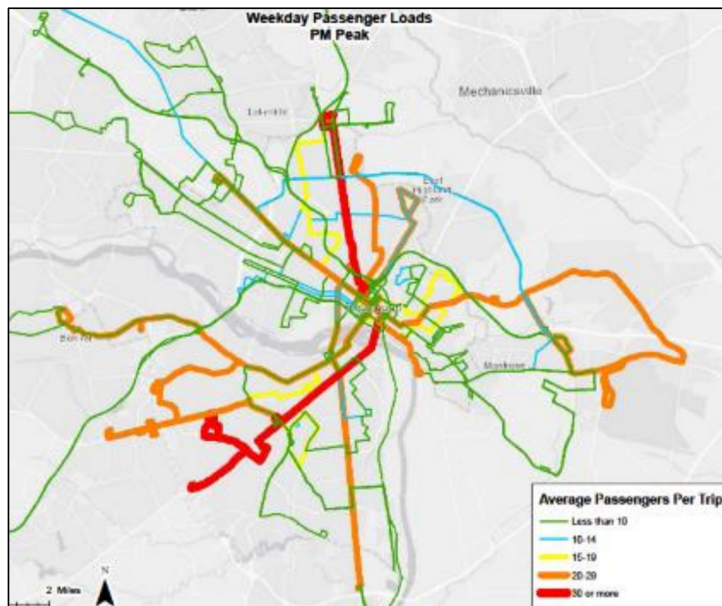 Weekday Passenger Loads
PM Peak
Mechanicsville
Lakeside
East
Highland
Park
Bon Air
Montrose
Average Passengers Per Trip
Less than 10
10-14
15-19
20-29
30 or more
N
2 Miles